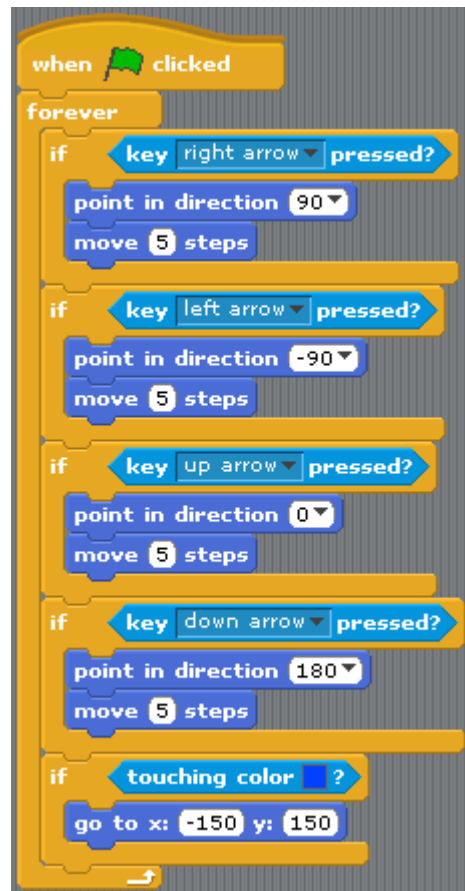 when clicked
forever
if key right arrow pressed?
point in direction 90
move 5 steps
if key left arrow pressed?
point in direction -90
move 5 steps
if key up arrow pressed?
point in direction 0
move 5 steps
if key down arrow pressed?
point in direction 180
move 5 steps
if touching color ?
go to x: -150 y: 150